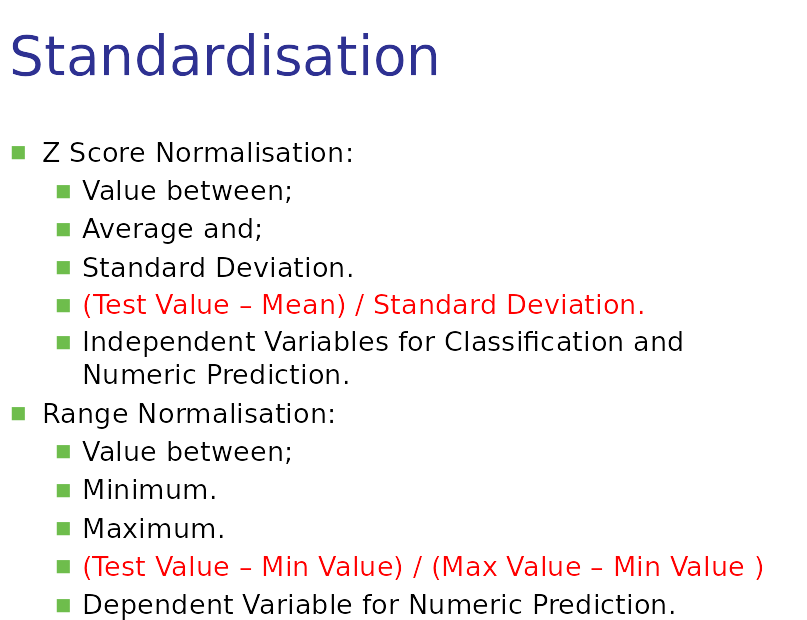 Standardisation
Z Score Normalisation:
Value between;
Average and;
Standard Deviation.
(Test Value – Mean) / Standard Deviation.
Independent Variables for Classification and
Numeric Prediction.
Range Normalisation:
Value between;
Minimum.
Maximum.
(Test Value – Min Value) / (Max Value – Min Value )
Dependent Variable for Numeric Prediction.